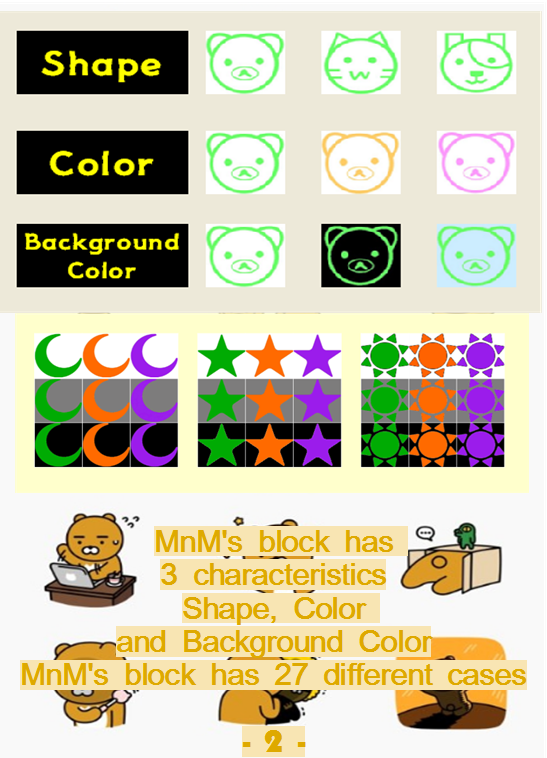 Shape
Color
Background
Color
MnM's block has
3 characteristics
Shape, Color
and Background Color
MnM's block has 27 different cases
- 2 -